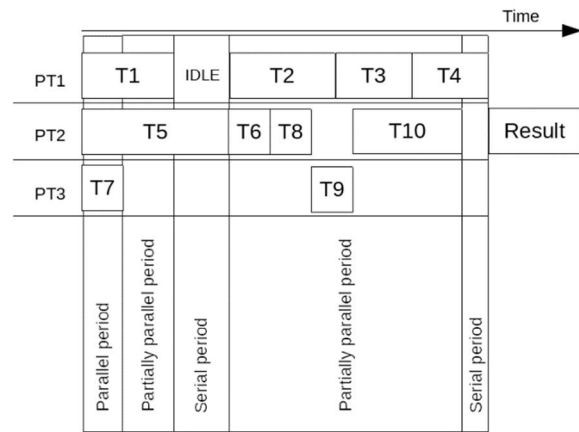 Time
PT1 T1 IDLE T2 T3 T4
PT2 T5 T6 T8 T10 Result
PT3 T7 T9
Parallel period
Partially parallel period
Serial period
Partially parallel period
Serial period